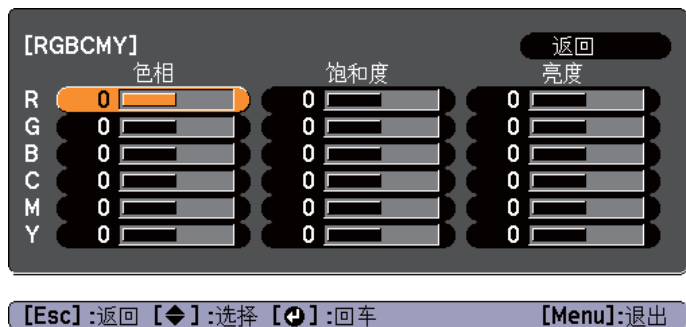 [RGBCMY] 返回
色相 饱和度 亮度
R 0 0 0
G 0 0 0
B 0 0 0
C 0 0 0
M 0 0 0
Y 0 0 0
[Esc] :返回 [◆] :选择 [⏎] :回车 [Menu]:退出